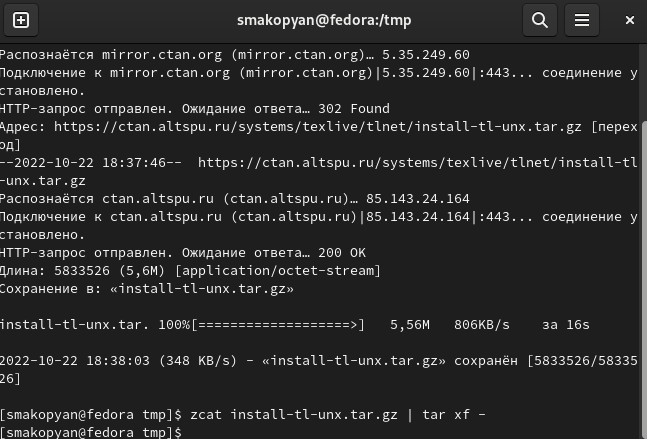 smakopyan@fedora:/tmp
Распознаётся mirror.ctan.org (mirror.ctan.org)… 5.35.249.60
Подключение к mirror.ctan.org (mirror.ctan.org)|5.35.249.60|:443... соединение у
становлено.
HTTP-запрос отправлен. Ожидание ответа… 302 Found
Адрес: https://ctan.altspu.ru/systems/texlive/tlnet/install-tl-unx.tar.gz [перех
од]
--2022-10-22 18:37:46--  https://ctan.altspu.ru/systems/texlive/tlnet/install-tl
-unx.tar.gz
Распознаётся ctan.altspu.ru (ctan.altspu.ru)… 85.143.24.164
Подключение к ctan.altspu.ru (ctan.altspu.ru)|85.143.24.164|:443... соединение у
становлено.
HTTP-запрос отправлен. Ожидание ответа… 200 OK
Длина: 5833526 (5,6M) [application/octet-stream]
Сохранение в: «install-tl-unx.tar.gz»
install-tl-unx.tar. 100%[===================>]   5,56M   806KB/s    за 16s
2022-10-22 18:38:03 (348 KB/s) - «install-tl-unx.tar.gz» сохранён [5833526/58335
26]
[smakopyan@fedora tmp]$ zcat install-tl-unx.tar.gz | tar xf -
[smakopyan@fedora tmp]$